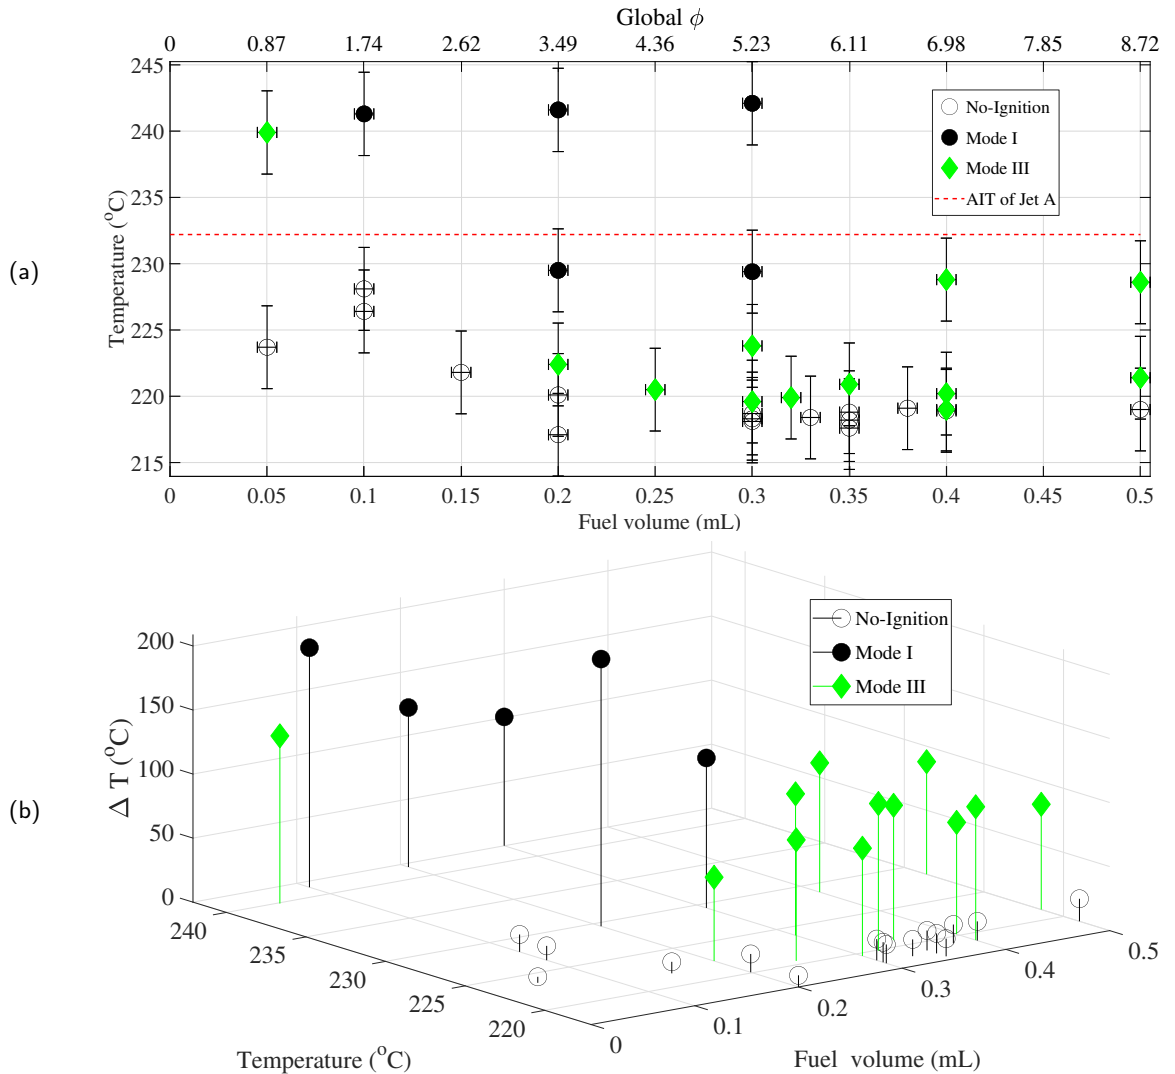 Global ϕ
0 0.87 1.74 2.62 3.49 4.36 5.23 6.11 6.98 7.85 8.72
245
240
235
230
225
220
215
Temperature (°C)
No-Ignition
Mode I
Mode III
AIT of Jet A
(a)
0 0.05 0.1 0.15 0.2 0.25 0.3 0.35 0.4 0.45 0.5
Fuel volume (mL)
No-Ignition
Mode I
Mode III
200
150
100
50
0
Δ T (°C)
(b)
240
235
230
225
220
Temperature (°C)
0
0.1
0.2
0.3
0.4
0.5
Fuel volume (mL)